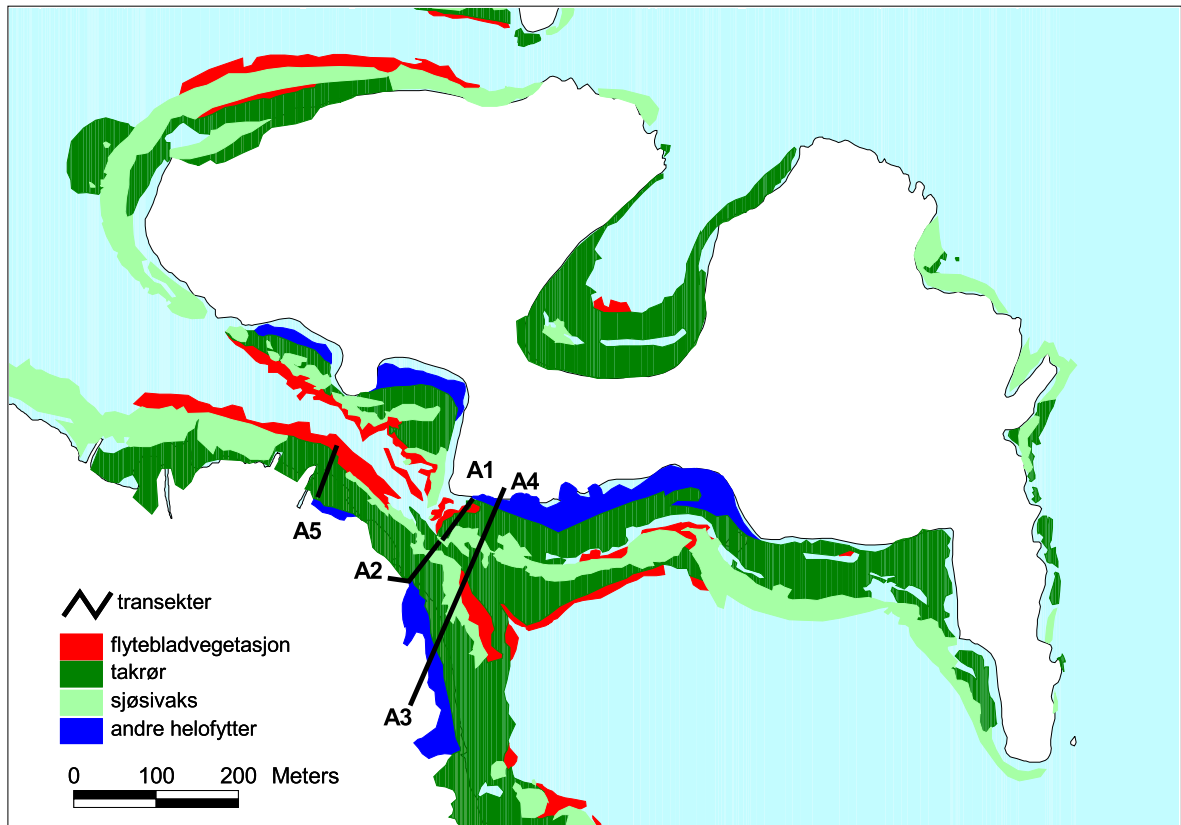 A1
A4
A5
A2
A3
transekter
flytebladvegetasjon
takrør
sjøsivaks
andre helofytter
0 100 200 Meters